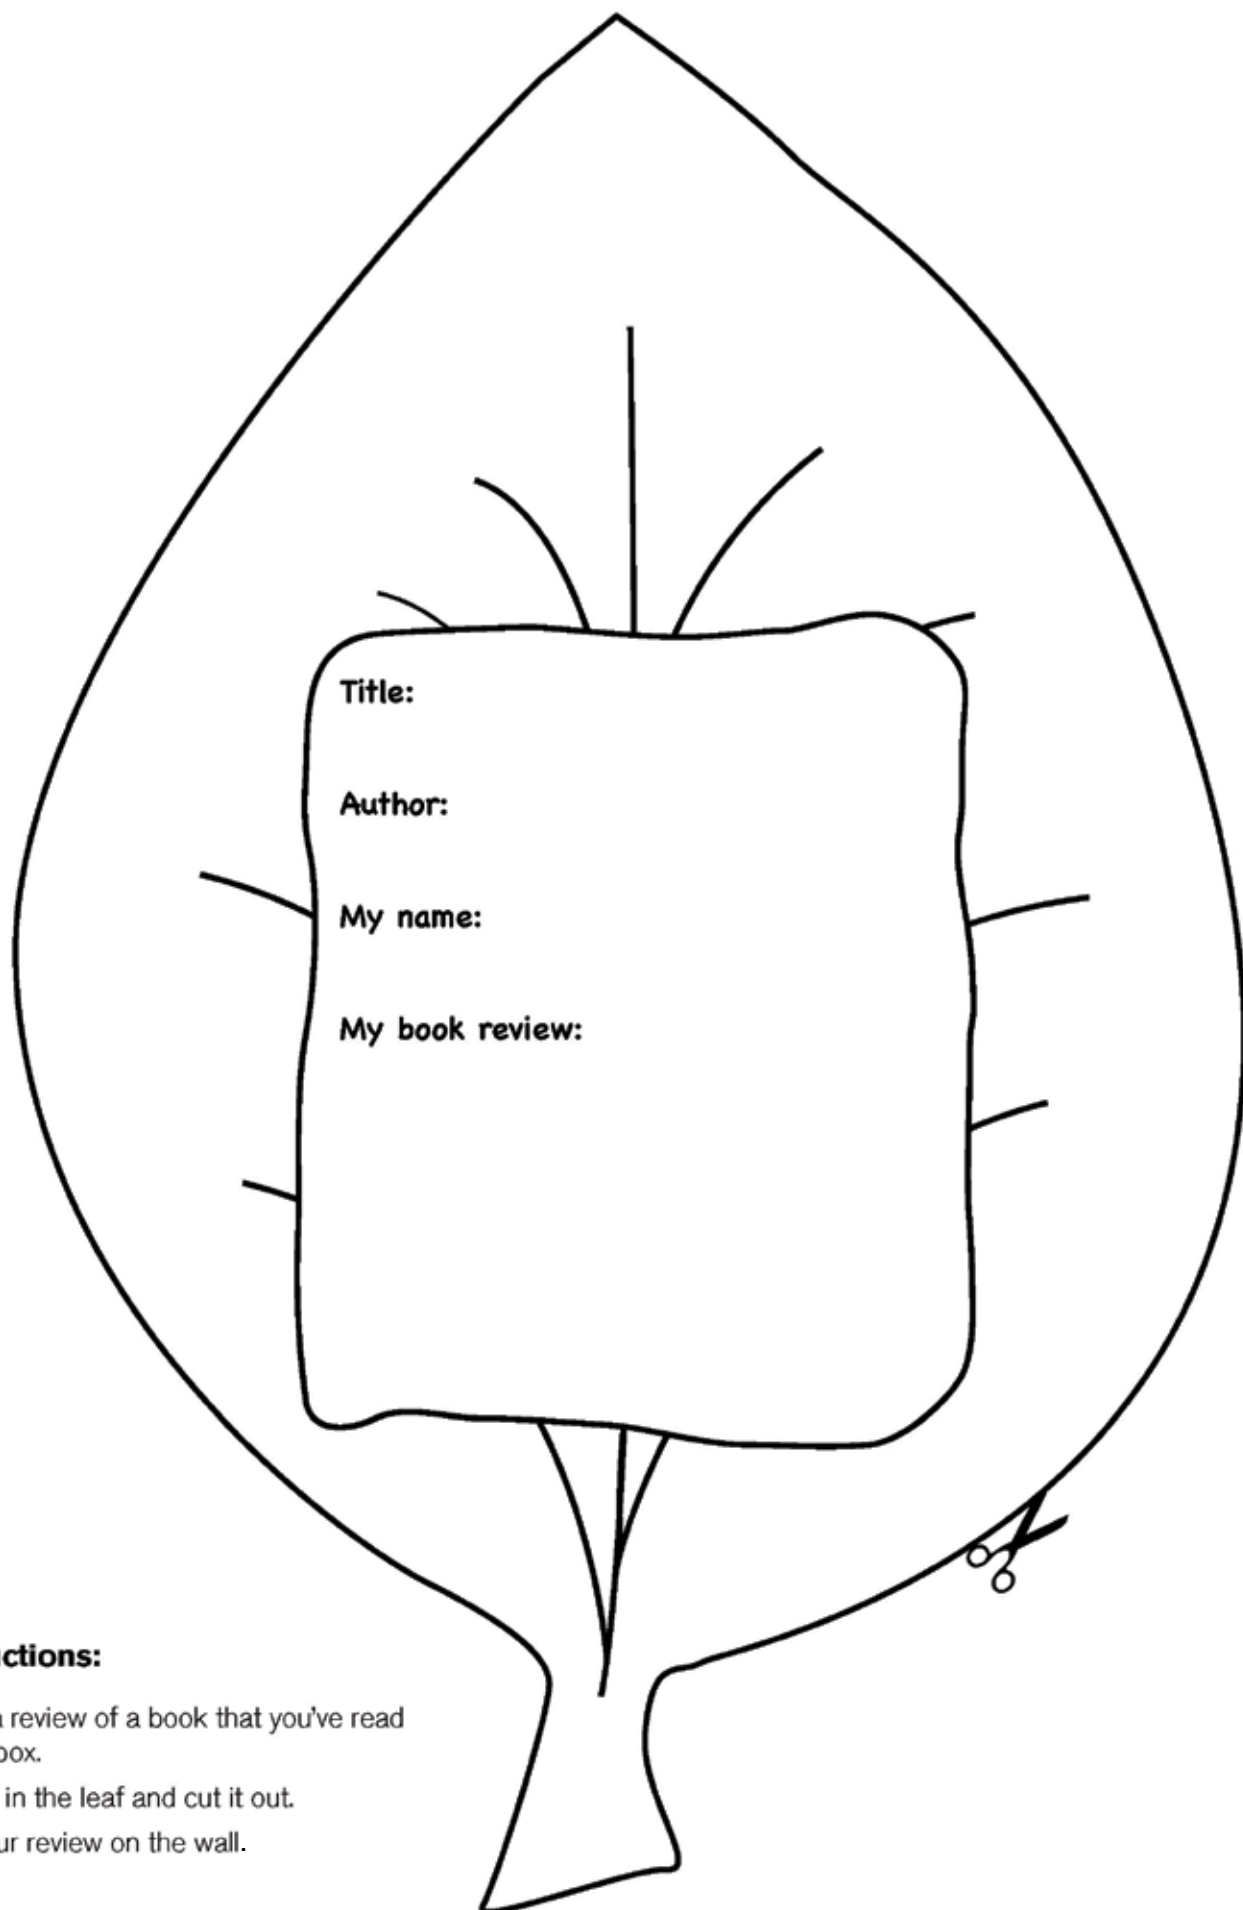 Title:
Author:
My name:
My book review:
ctions:
review of a book that you've read
box.
in the leaf and cut it out.
ur review on the wall.